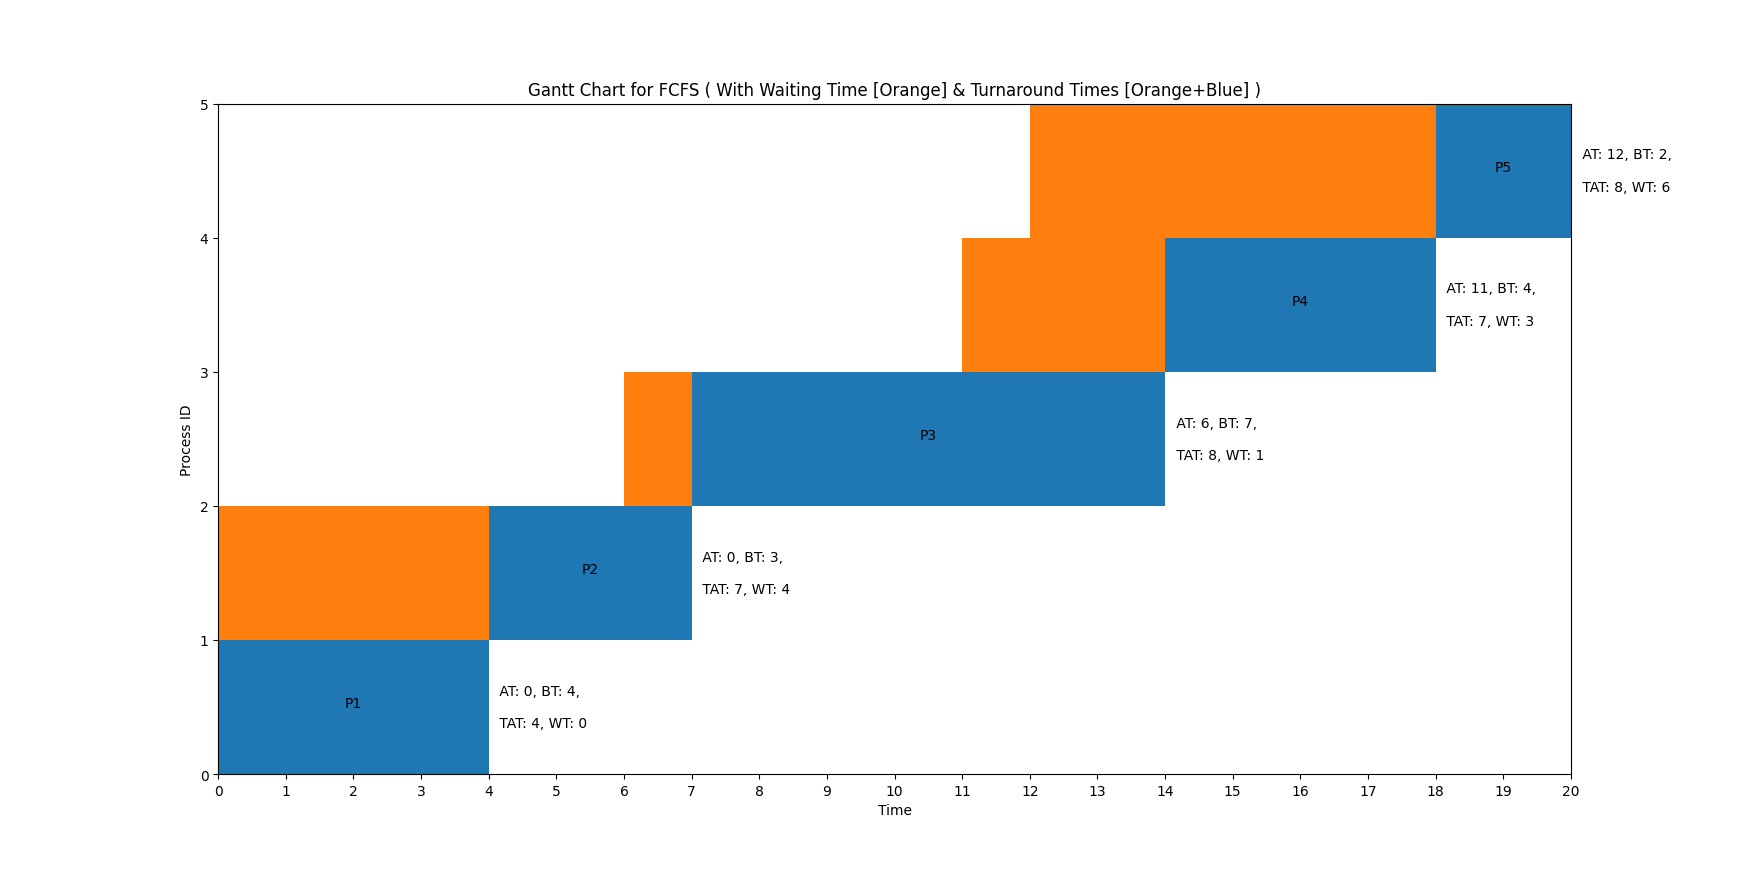 Gantt Chart for FCFS ( With Waiting Time [Orange] & Turnaround Times [Orange+Blue] )
5
P5
AT: 12, BT: 2,
TAT: 8, WT: 6
4
P4
AT: 11, BT: 4,
TAT: 7, WT: 3
3
P3
AT: 6, BT: 7,
TAT: 8, WT: 1
Process ID
2
P2
AT: 0, BT: 3,
TAT: 7, WT: 4
1
P1
AT: 0, BT: 4,
TAT: 4, WT: 0
0
0 1 2 3 4 5 6 7 8 9 10 11 12 13 14 15 16 17 18 19 20
Time